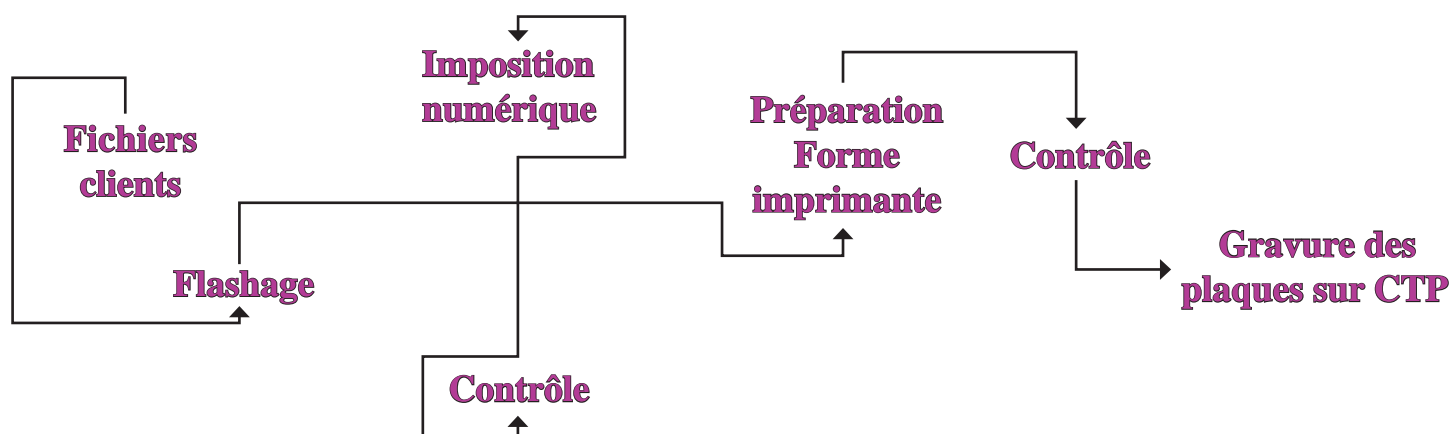 Fichiers
clients
Flashage
Imposition
numérique
Contrôle
Préparation
Forme
imprimante
Contrôle
Gravure des
plaques sur CTP